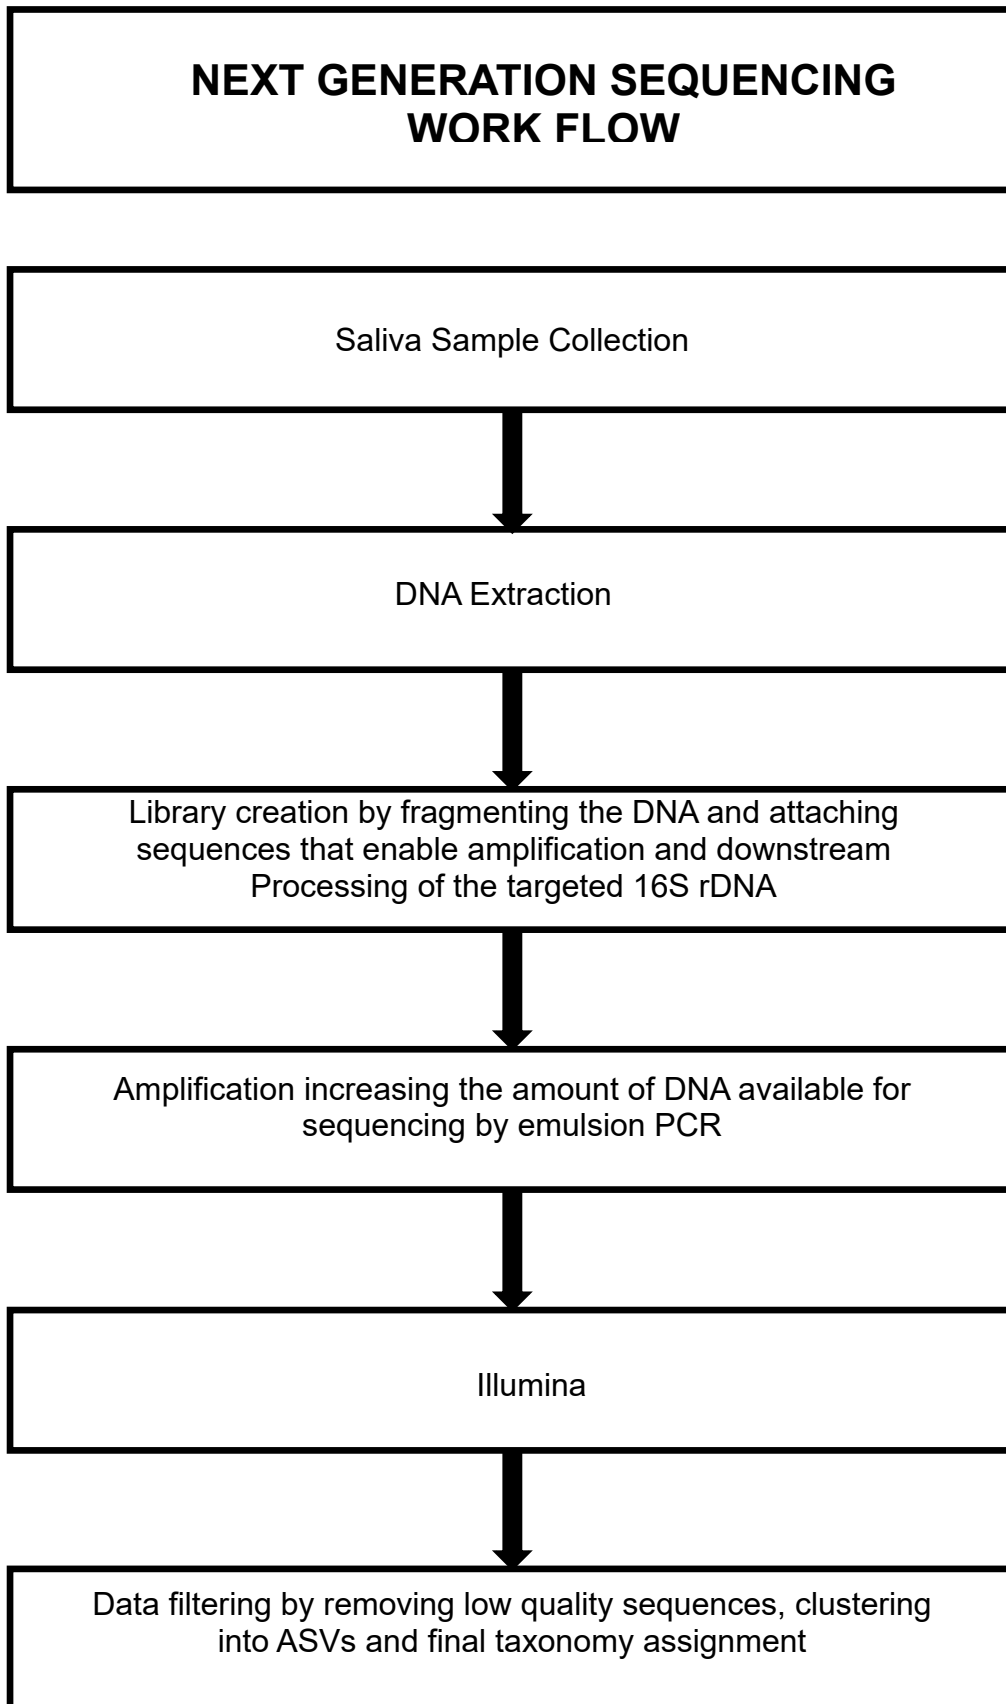 NEXT GENERATION SEQUENCING
WORK FLOW
Saliva Sample Collection
DNA Extraction
Library creation by fragmenting the DNA and attaching
sequences that enable amplification and downstream
Processing of the targeted 16S rDNA
Amplification increasing the amount of DNA available for
sequencing by emulsion PCR
Illumina
Data filtering by removing low quality sequences, clustering
into ASVs and final taxonomy assignment